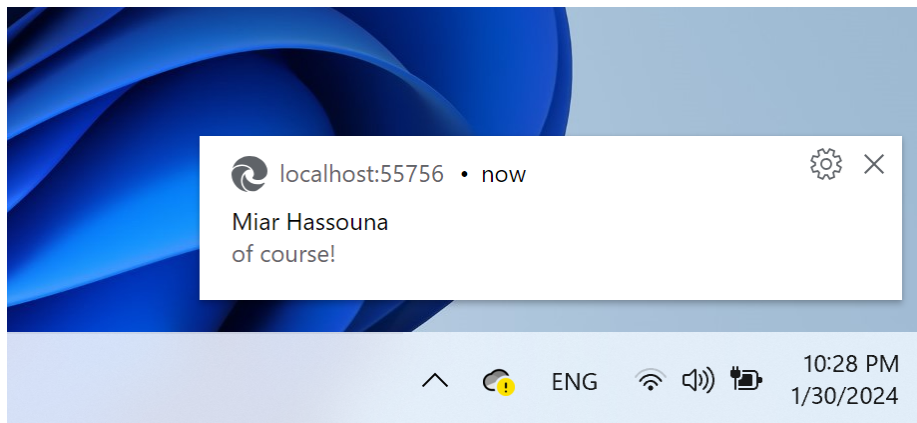 localhost:55756 • now
Miar Hassouna
of course!
ENG
10:28 PM
1/30/2024